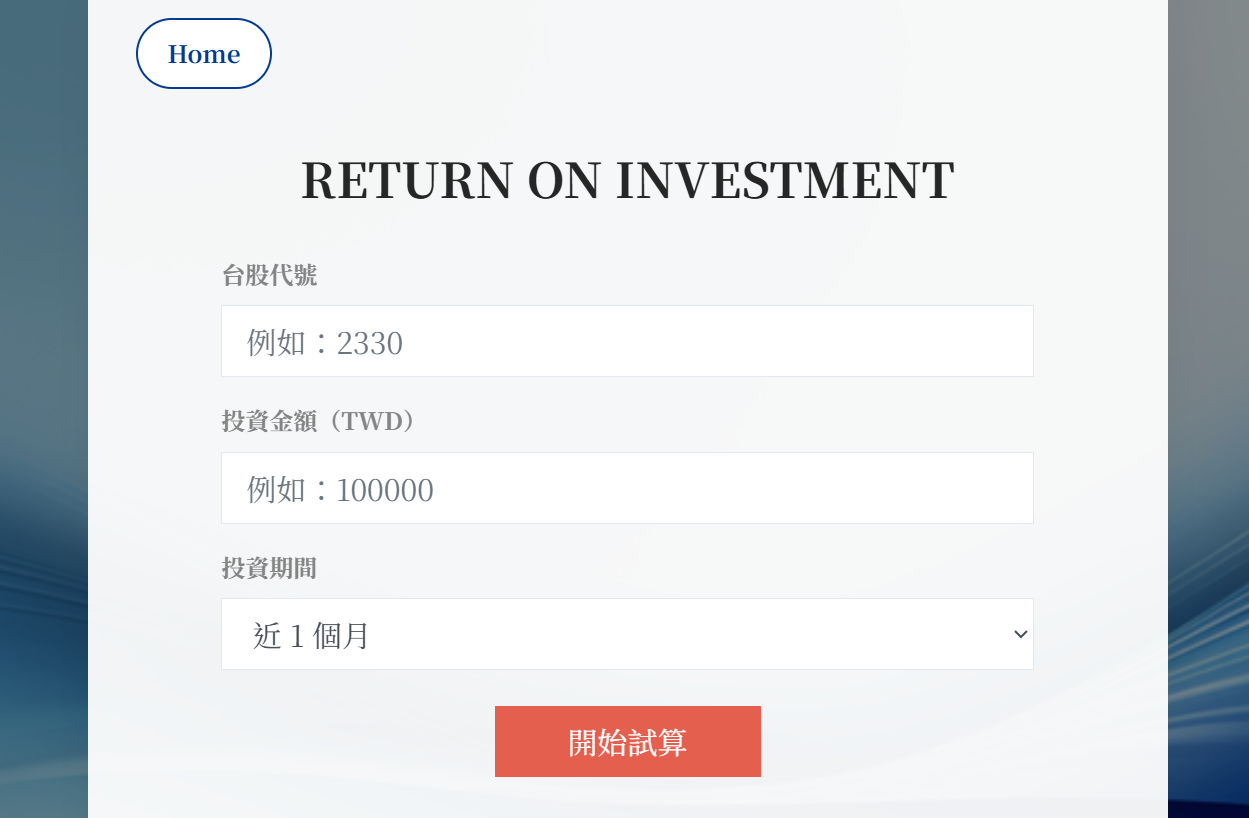 Home
RETURN ON INVESTMENT
台股代號
例如：2330
投資金額（TWD）
例如：100000
投資期間
近 1 個月
開始試算